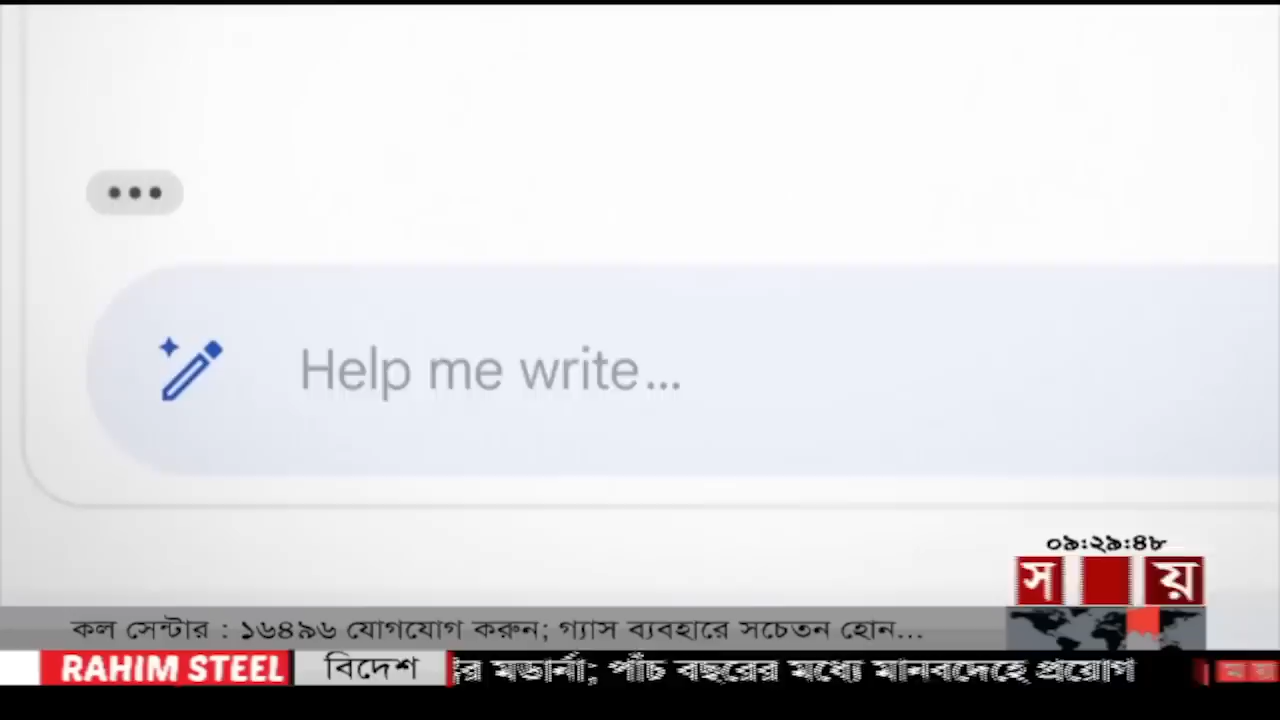 Help me write...
০৯:২৯:৪৮
স য়
কল সেন্টার : ১৬৪৯৬ যোগযোগ করুন; গ্যাস ব্যবহারে সচেতন হোন...
RAHIM STEEL বিদেশ র মডার্না; পাঁচ বছরের মধ্যে মানবদেহে প্রয়োগ